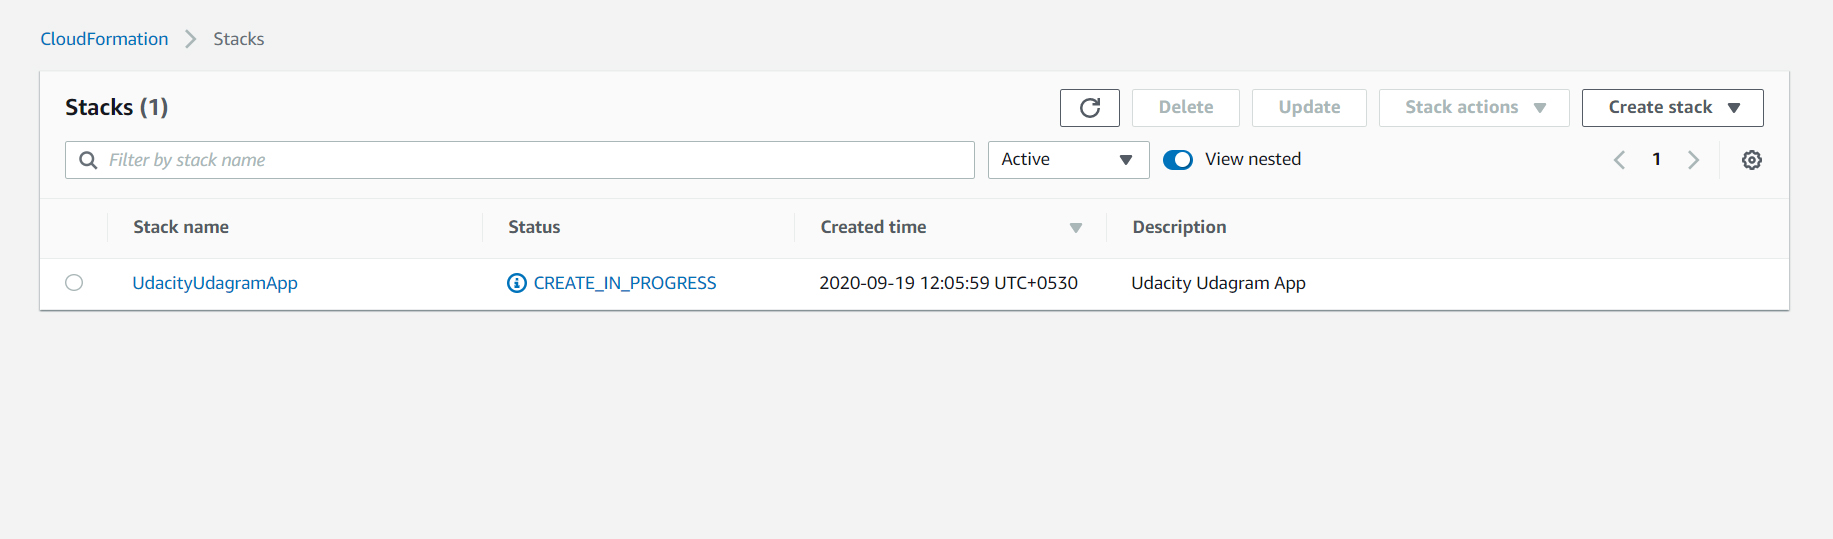 CloudFormation > Stacks
Stacks (1) Delete Update Stack actions Create stack
Filter by stack name Active View nested 1
Stack name Status Created time Description
UdacityUdagramApp CREATE_IN_PROGRESS 2020-09-19 12:05:59 UTC+0530 Udacity Udagram App